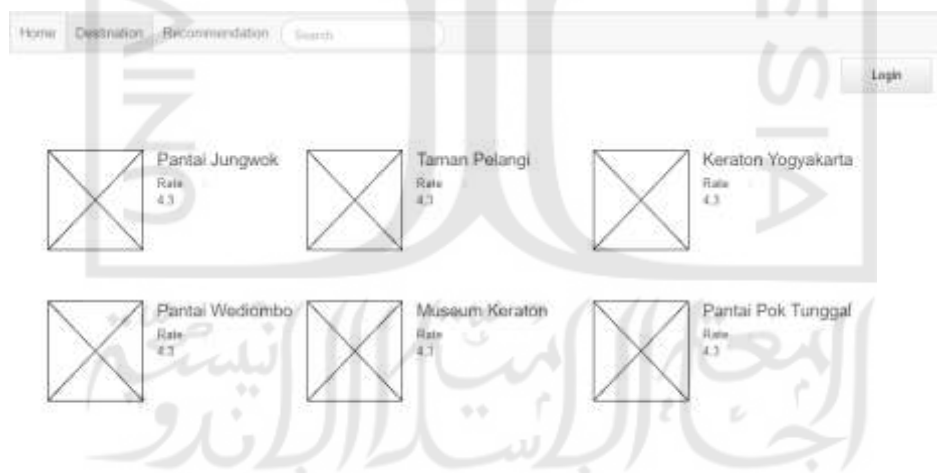 Home Destination Recommendation Search
Login
Pantai Jungwok
Rate
4.3
Taman Pelangi
Rate
4.3
Keraton Yogyakarta
Rate
4.3
Pantai Wediombo
Rate
4.3
Museum Keraton
Rate
4.3
Pantai Pok Tunggal
Rate
4.3